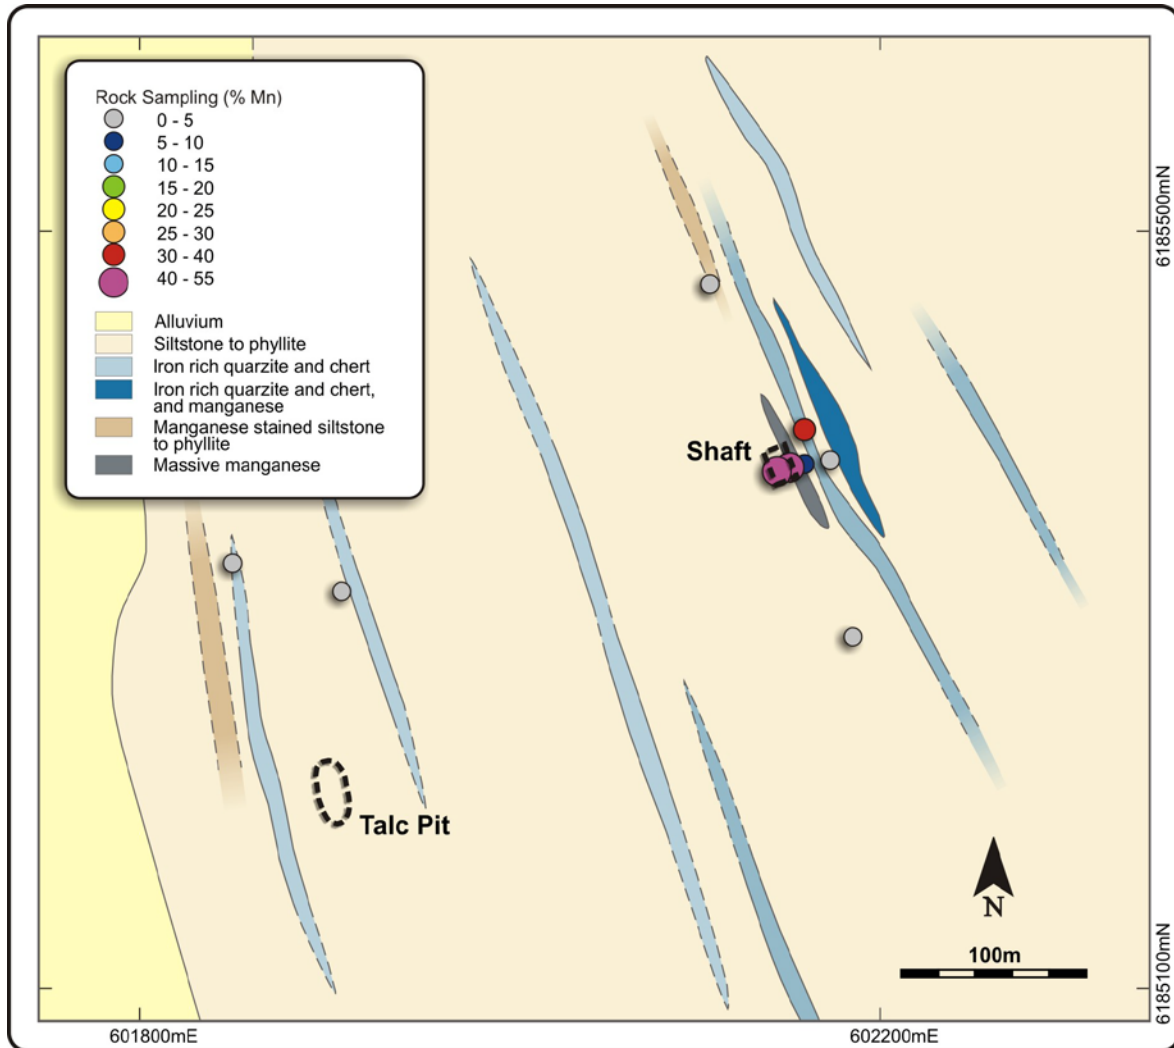 Rock Sampling (% Mn)
0 - 5
5 - 10
10 - 15
15 - 20
20 - 25
25 - 30
30 - 40
40 - 55
Alluvium
Siltstone to phyllite
Iron rich quarzite and chert
Iron rich quarzite and chert,
and manganese
Manganese stained siltstone
to phyllite
Massive manganese
Shaft
Talc Pit
N
100m
6185500mN
6185100mN
601800mE
602200mE